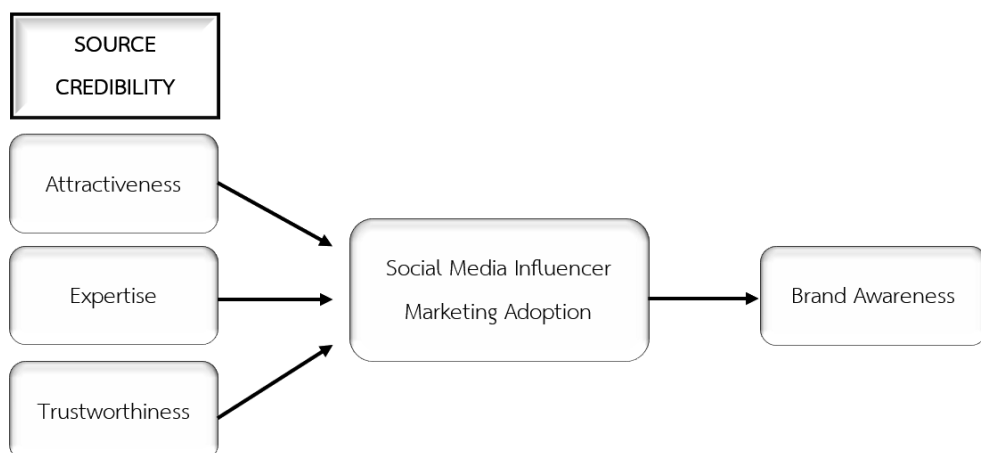 SOURCE
CREDIBILITY
Attractiveness
Expertise
Trustworthiness
Social Media Influencer
Marketing Adoption
Brand Awareness